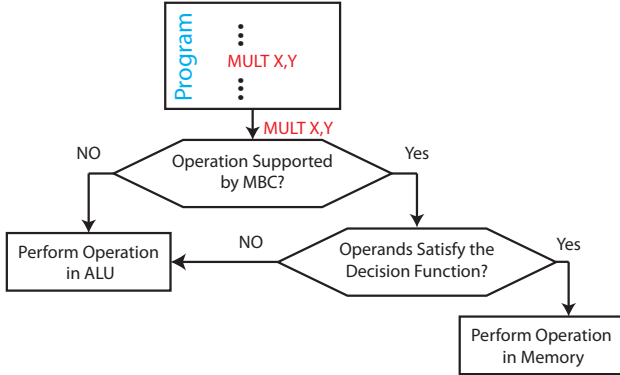 Program
MULT X,Y
MULT X,Y
NO
Operation Supported
by MBC?
Yes
Perform Operation
in ALU
NO
Operands Satisfy the
Decision Function?
Yes
Perform Operation
in Memory